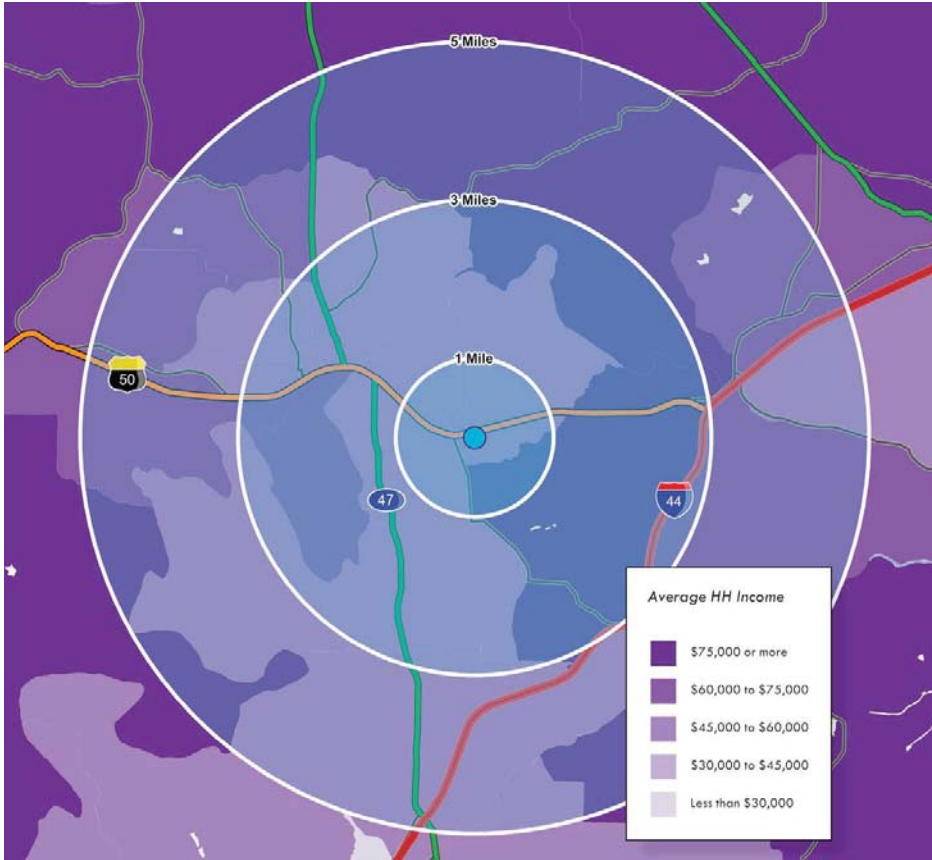 5 Miles
3 Miles
1 Mile
50
47
44
Average HH Income
$75,000 or more
$60,000 to $75,000
$45,000 to $60,000
$30,000 to $45,000
Less than $30,000